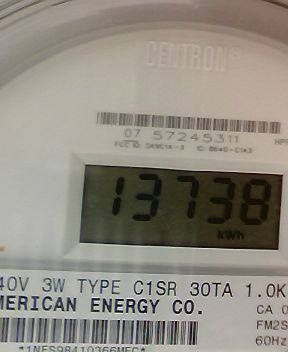 CENTRON®
07 57245311
13738
kWh
40V 3W TYPE C1SR 30TA 1.0K
MERICAN ENERGY CO.
CA 0
FM2S
60Hz